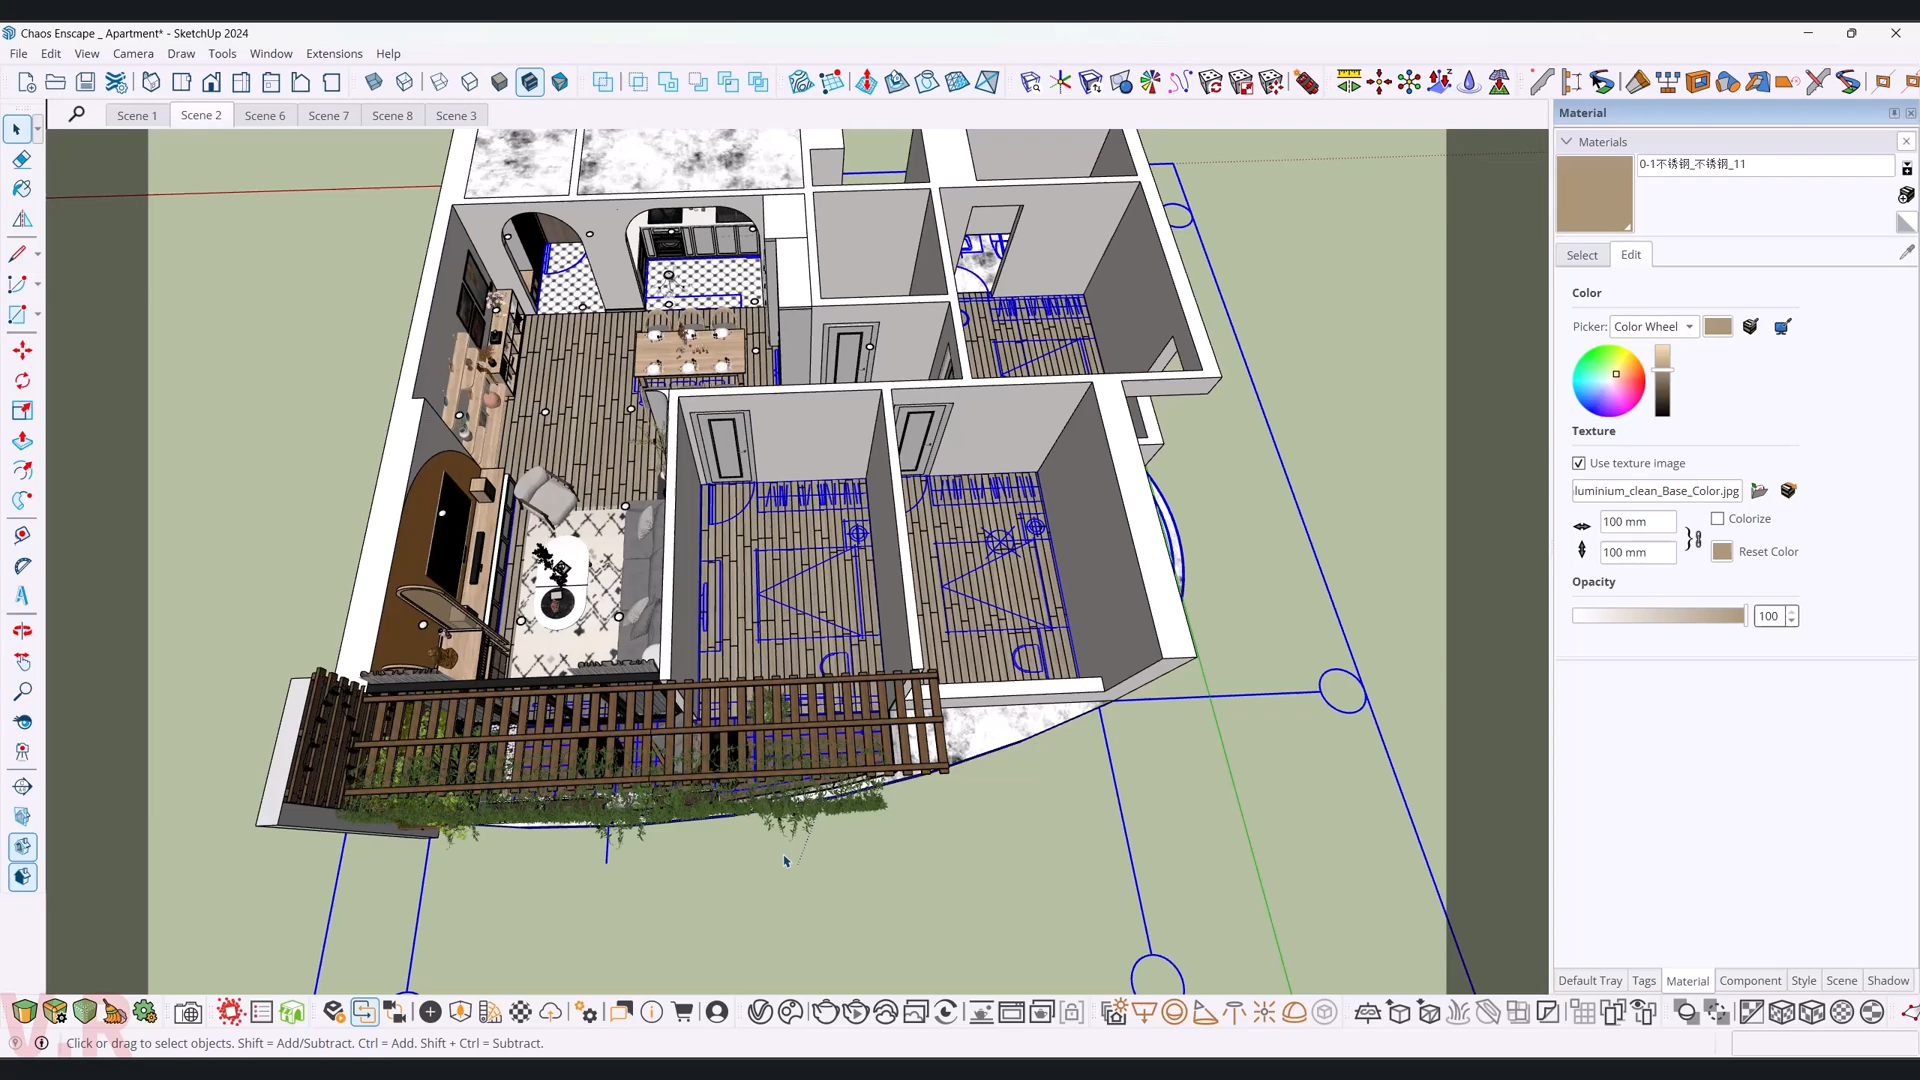 Chaos Enscape _ Apartment* - SketchUp 2024
File Edit View Camera Draw Tools Window Extensions Help
Scene 1 Scene 2 Scene 6 Scene 7 Scene 8 Scene 3
Material
Materials
0-1不锈钢_不锈钢_11
Select Edit
Color
Picker: Color Wheel
Texture
Use texture image
luminium_clean_Base_Color.jpg
100 mm Colorize
100 mm Reset Color
Opacity
100
Default Tray Tags Material Component Style Scene Shadow
V.R
Click or drag to select objects. Shift = Add/Subtract. Ctrl = Add. Shift + Ctrl = Subtract.